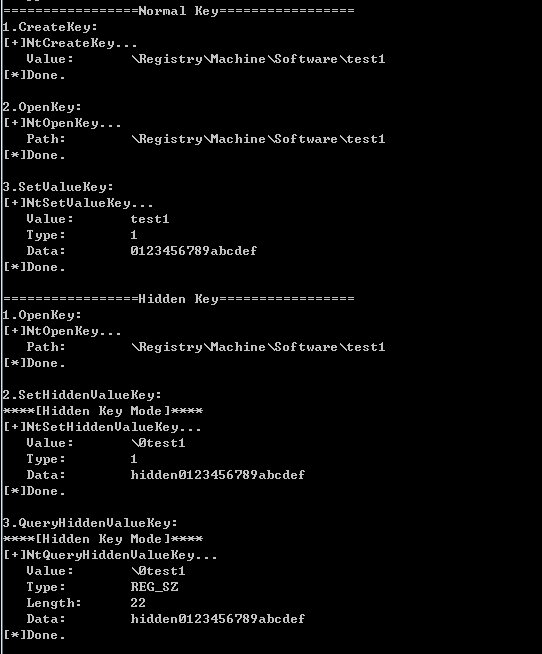 =================Normal Key=================
1.CreateKey:
[+]NtCreateKey...
   Value:       \Registry\Machine\Software\test1
[*]Done.
2.OpenKey:
[+]NtOpenKey...
   Path:        \Registry\Machine\Software\test1
[*]Done.
3.SetValueKey:
[+]NtSetValueKey...
   Value:       test1
   Type:        1
   Data:        0123456789abcdef
[*]Done.
=================Hidden Key=================
1.OpenKey:
[+]NtOpenKey...
   Path:        \Registry\Machine\Software\test1
[*]Done.
2.SetHiddenValueKey:
****[Hidden Key Mode]****
[+]NtSetHiddenValueKey...
   Value:       \0test1
   Type:        1
   Data:        hidden0123456789abcdef
[*]Done.
3.QueryHiddenValueKey:
****[Hidden Key Mode]****
[+]NtQueryHiddenValueKey...
   Value:       \0test1
   Type:        REG_SZ
   Length:      22
   Data:        hidden0123456789abcdef
[*]Done.